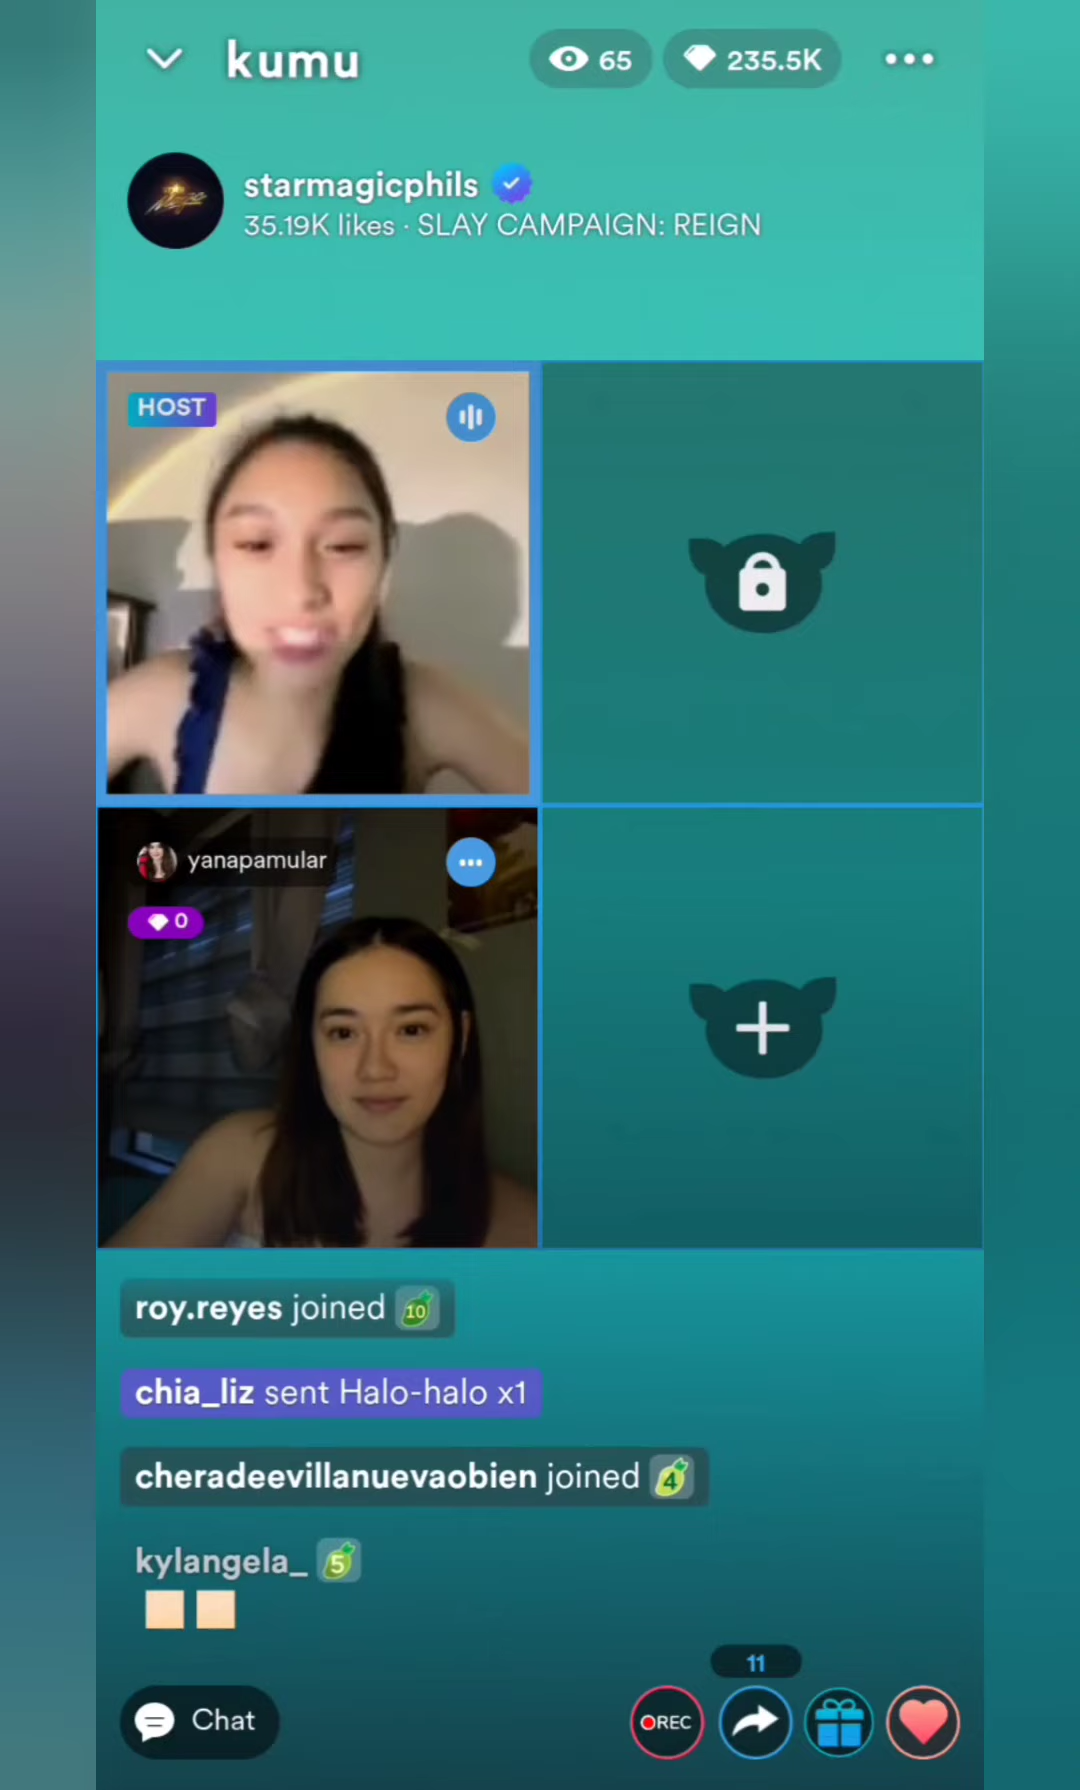 kumu
65
235.5K
starmagicphils
35.19K likes · SLAY CAMPAIGN: REIGN
HOST
yanapamular
0
roy.reyes joined 10
chia_liz sent Halo-halo x1
cheradeevillanuevaobien joined 4
kylangela_ 5
11
Chat
REC